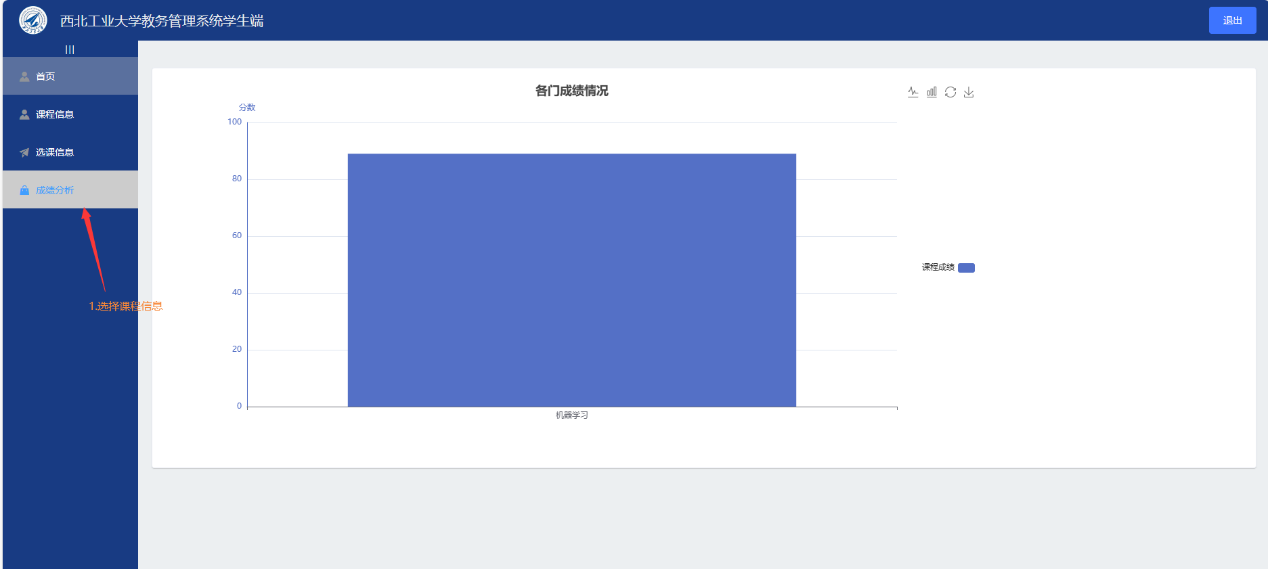 西北工业大学教务管理系统学生端
退出
首页
课程信息
选课信息
成绩分析
1.选择课程信息
各门成绩情况
分数
100
80
60
40
20
0
机器学习
课程成绩